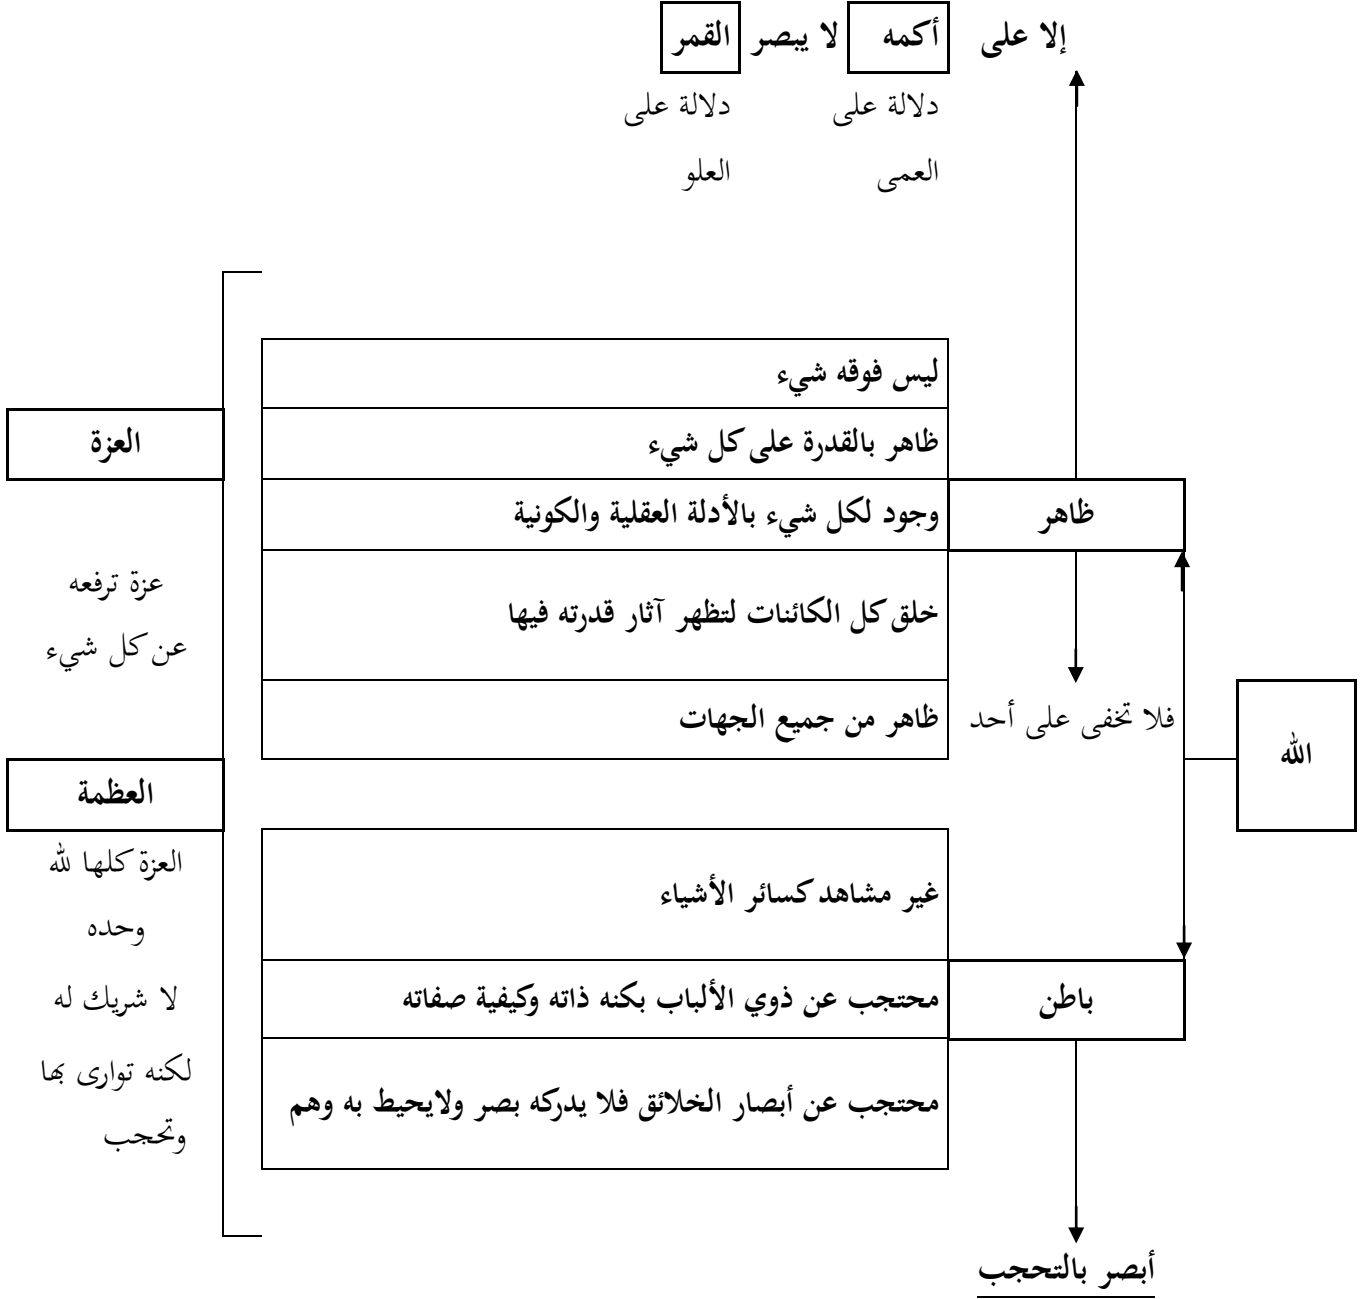 إلا على أكمه لا يبصر القمر
دلالة على دلالة على
العمى العلو
ليس فوقه شيء
ظاهر بالقدرة على كل شيء
العزة
ظاهر
وجود لكل شيء بالأدلة العقلية والكونية
خلق كل الكائنات لتظهر آثار قدرته فيها
عزة ترفعه
عن كل شيء
فلا تخفى على أحد
ظاهر من جميع الجهات
الله
العظمة
غير مشاهد كسائر الأشياء
العزة كلها لله
وحده
باطن
محتجب عن ذوي الألباب بكنه ذاته وكيفية صفاته
لا شريك له
محتجب عن أبصار الخلائق فلا يدركه بصر ولايحيط به وهم
لكنه توارى بها
وتحجب
أبصر بالتحجب